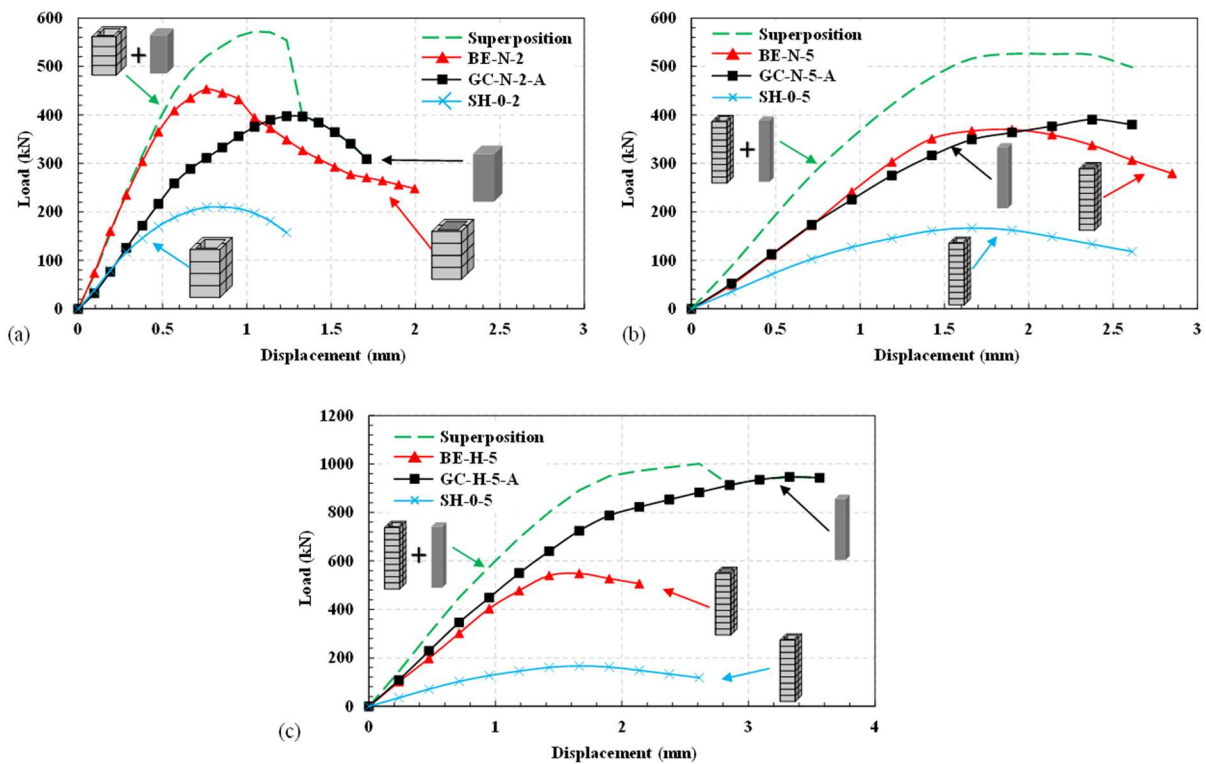 600
500
400
300
200
100
0
Load (kN)
0 0.5 1 1.5 2 2.5 3
Displacement (mm)
Superposition
BE-N-2
GC-N-2-A
SH-0-2
+
(a)
600
500
400
300
200
100
0
Load (kN)
0 0.5 1 1.5 2 2.5 3
Displacement (mm)
Superposition
BE-N-5
GC-N-5-A
SH-0-5
+
(b)
1200
1000
800
600
400
200
0
Load (kN)
0 1 2 3 4
Displacement (mm)
Superposition
BE-H-5
GC-H-5-A
SH-0-5
+
(c)